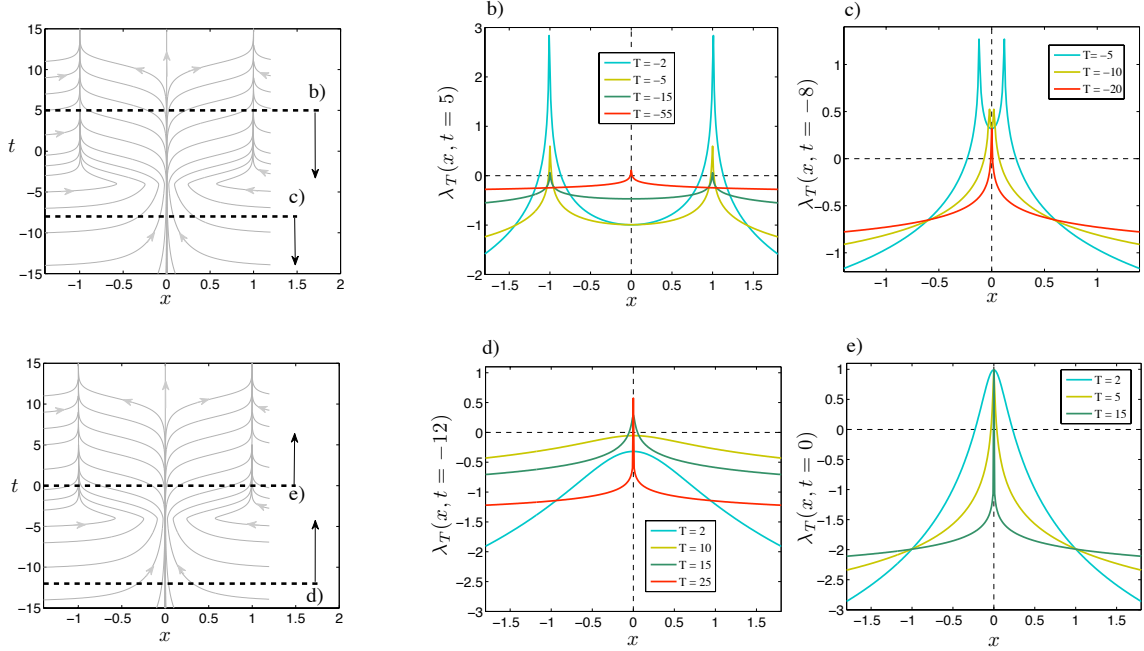 15
10
5
0
−5
−10
−15
t
−1 −0.5 0 0.5 1 1.5 2
x
b)
c)
b)
3
2
1
0
−1
−2
λT(x, t = 5)
T = −2
T = −5
T = −15
T = −55
−1.5 −1 −0.5 0 0.5 1 1.5
x
c)
1
0.5
0
−0.5
−1
λT(x, t = −8)
T= −5
T= −10
T= −20
−1 −0.5 0 0.5 1
x
15
10
5
0
−5
−10
−15
t
−1 −0.5 0 0.5 1 1.5 2
x
e)
d)
d)
1
0.5
0
−0.5
−1
−1.5
−2
−2.5
−3
λT(x, t = −12)
T = 2
T = 10
T = 15
T = 25
−1.5 −1 −0.5 0 0.5 1 1.5
x
e)
1
0.5
0
−0.5
−1
−1.5
−2
−2.5
−3
λT(x, t = 0)
T = 2
T = 5
T = 15
−1.5 −1 −0.5 0 0.5 1 1.5
x